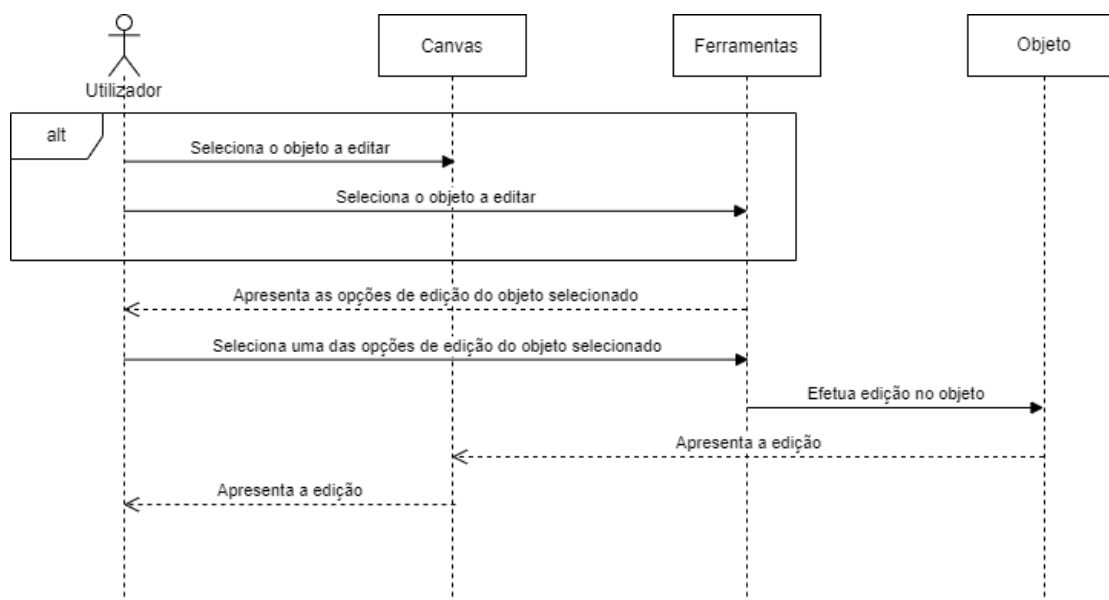 Utilizador
Canvas
Ferramentas
Objeto
alt
Seleciona o objeto a editar
Seleciona o objeto a editar
Apresenta as opções de edição do objeto selecionado
Seleciona uma das opções de edição do objeto selecionado
Efetua edição no objeto
Apresenta a edição
Apresenta a edição